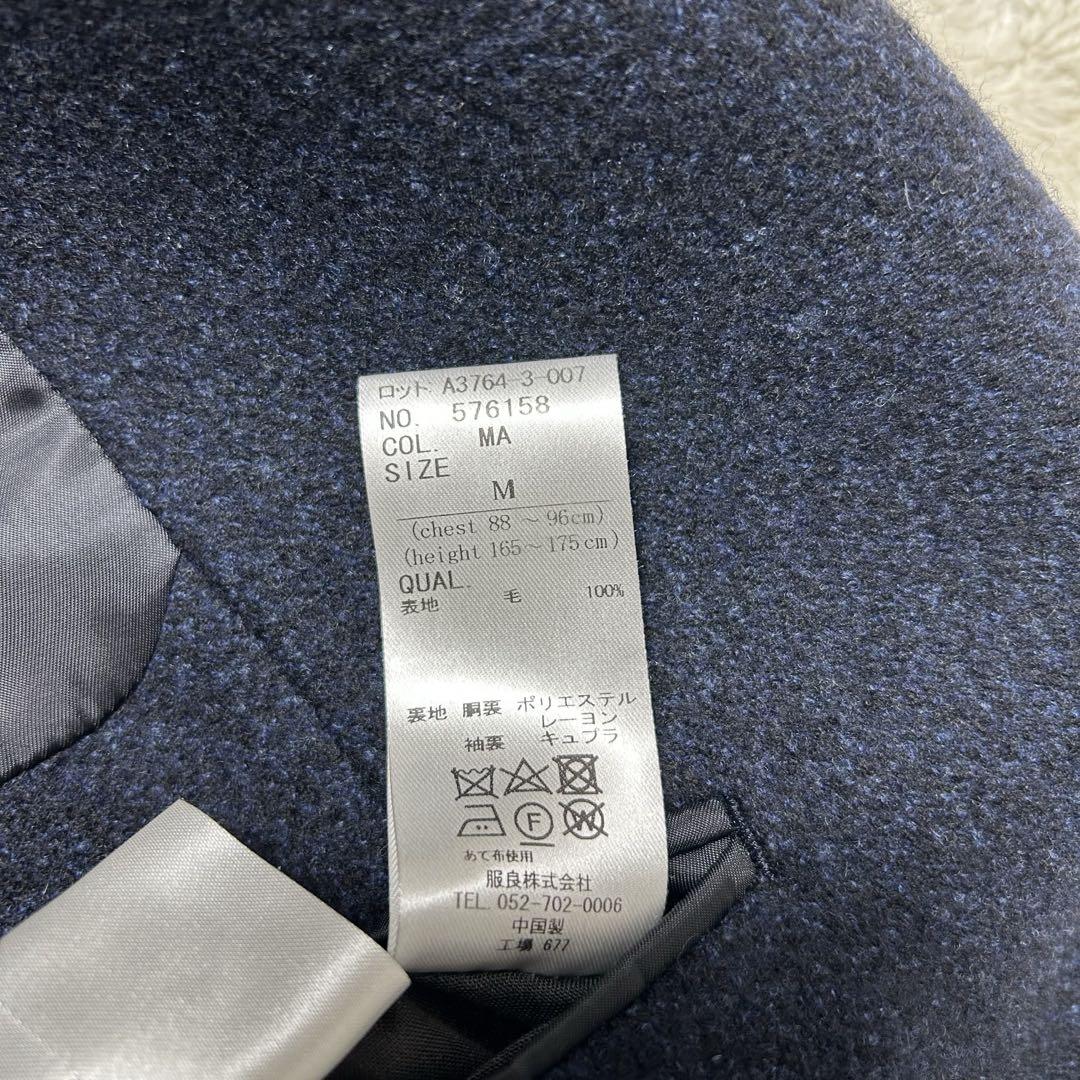 ロット A3764-3-007
NO. 576158
COL. MA
SIZE
M
(chest 88 ~ 96cm)
(height 165~175cm)
QUAL.
表地 毛 100%
裏地 胴裏 ポリエステル
レーヨン
袖裏 キュプラ
F W
あて布使用
服良株式会社
TEL. 052-702-0006
中国製
工場 677